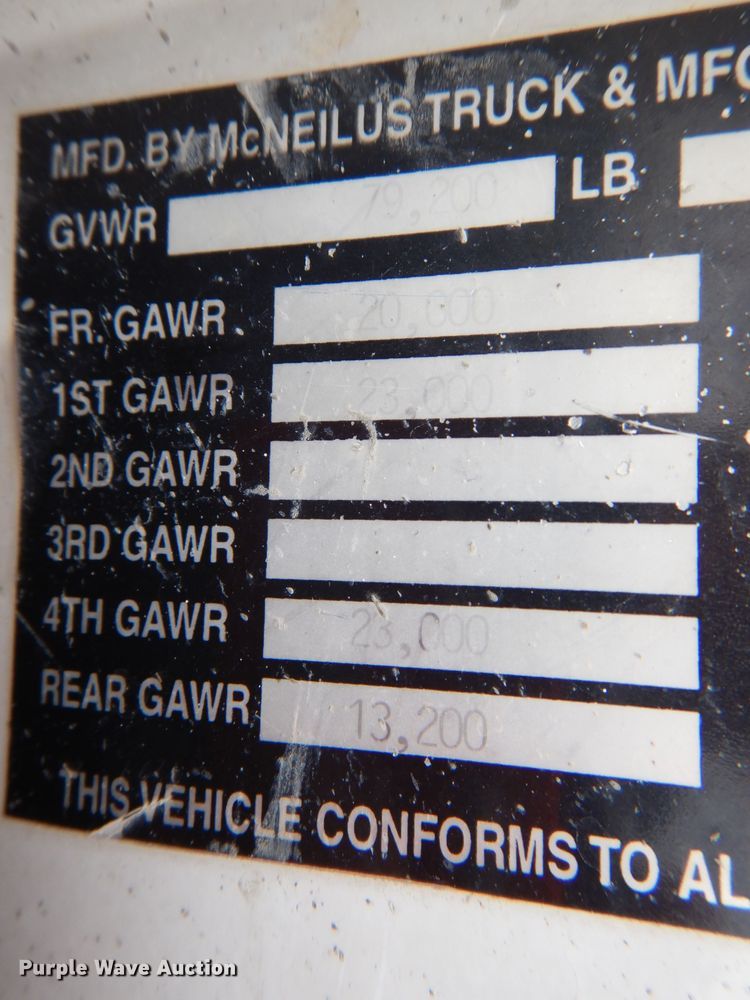 MFD. BY McNEILUS TRUCK & MFG
GVWR 79,200 LB
FR. GAWR 20,000
1ST GAWR 23,000
2ND GAWR
3RD GAWR
4TH GAWR 23,000
REAR GAWR 13,200
THIS VEHICLE CONFORMS TO AL
Purple Wave Auction